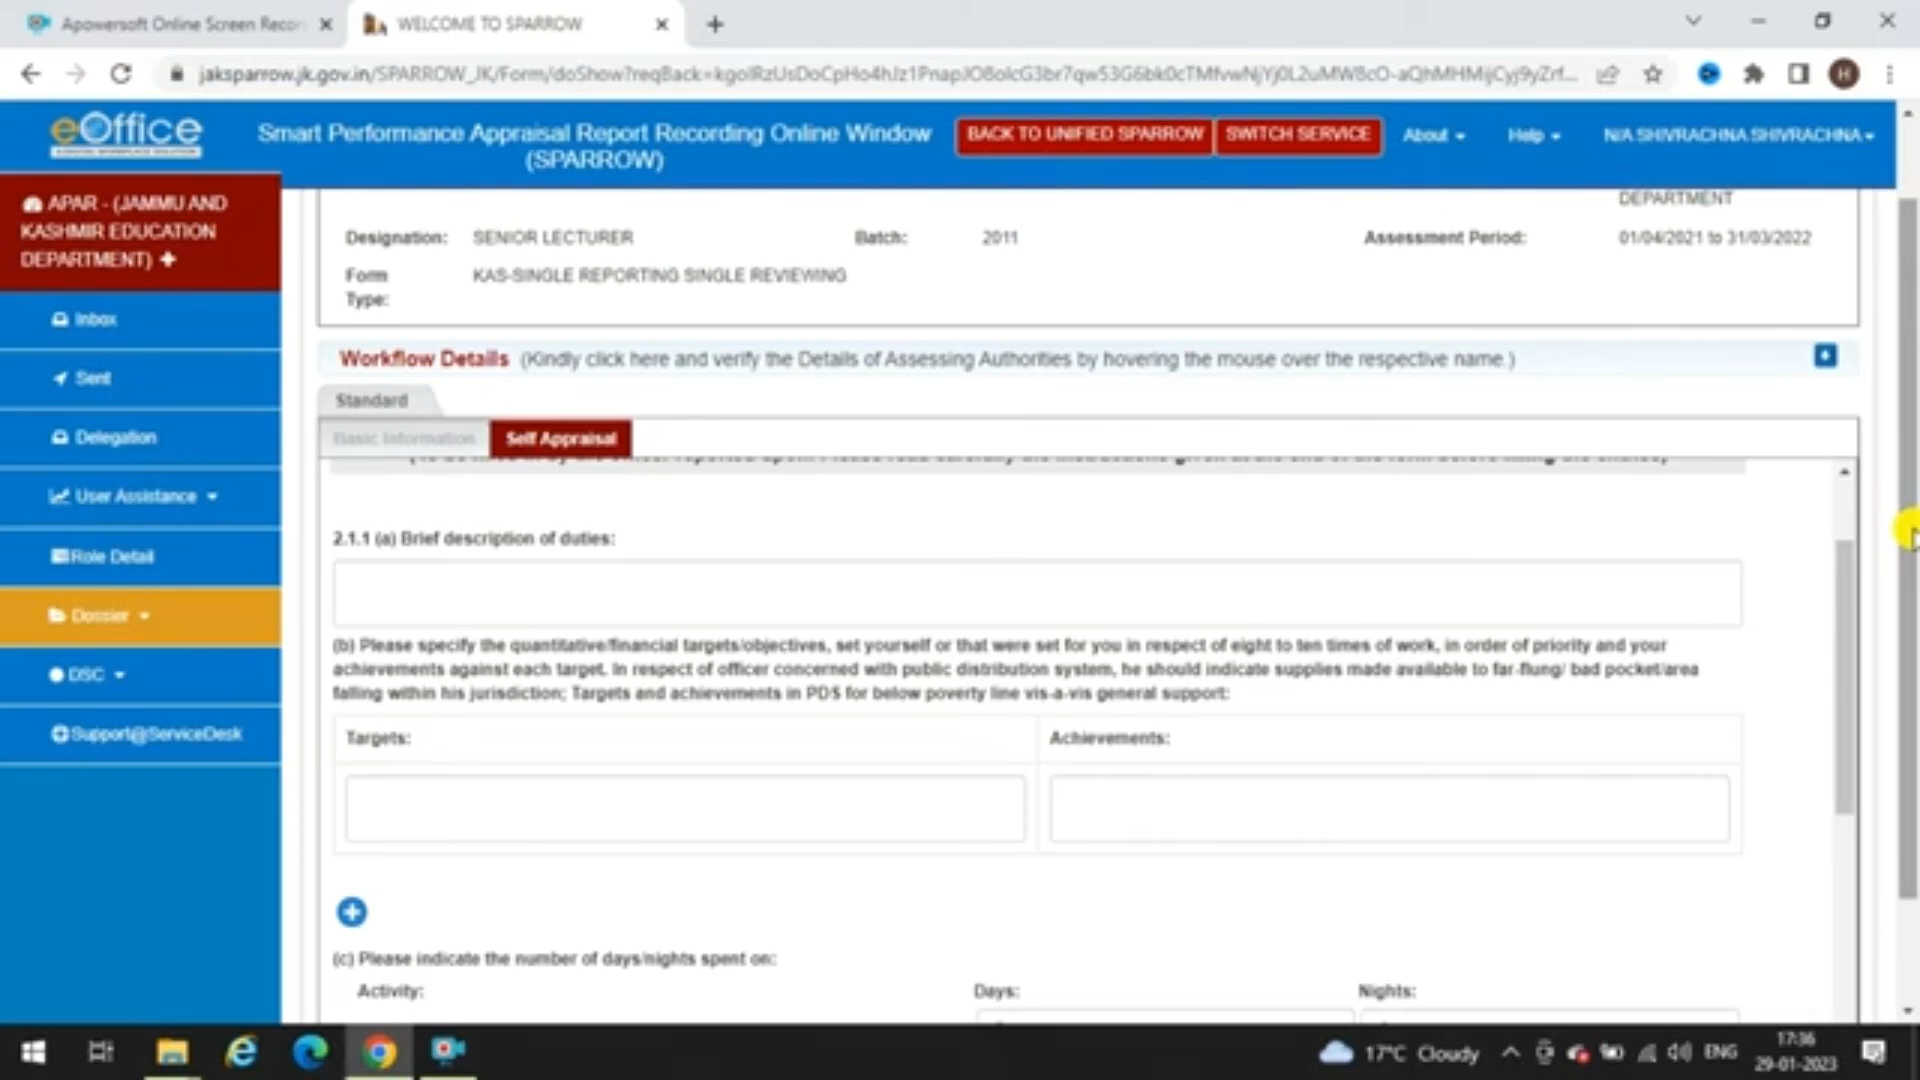 Apowersoft Online Screen Recor
WELCOME TO SPARROW
eOffice
Smart Performance Appraisal Report Recording Online Window
(SPARROW)
BACK TO UNIFIED SPARROW
SWITCH SERVICE
About
Help
N/A SHIVRACHNA SHIVRACHNA
APAR - (JAMMU AND
KASHMIR EDUCATION
DEPARTMENT)
Inbox
Sent
Delegation
User Assistance
Role Detail
Dossier
DSC
Support@ServiceDesk
DEPARTMENT
Designation: SENIOR LECTURER Batch: 2011 Assessment Period: 01/04/2021 to 31/03/2022
Form KAS-SINGLE REPORTING SINGLE REVIEWING
Type:
Workflow Details (Kindly click here and verify the Details of Assessing Authorities by hovering the mouse over the respective name.)
Standard
Basic Information Self Appraisal
2.1.1 (a) Brief description of duties:
(b) Please specify the quantitative/financial targets/objectives, set yourself or that were set for you in respect of eight to ten times of work, in order of priority and your
achievements against each target. In respect of officer concerned with public distribution system, he should indicate supplies made available to far-flung/ bad pocket/area
falling within his jurisdiction; Targets and achievements in PDS for below poverty line vis-a-vis general support:
Targets: Achievements:
(c) Please indicate the number of days/nights spent on:
Activity: Days: Nights:
17°C Cloudy
ENG
17:36
29-01-2023